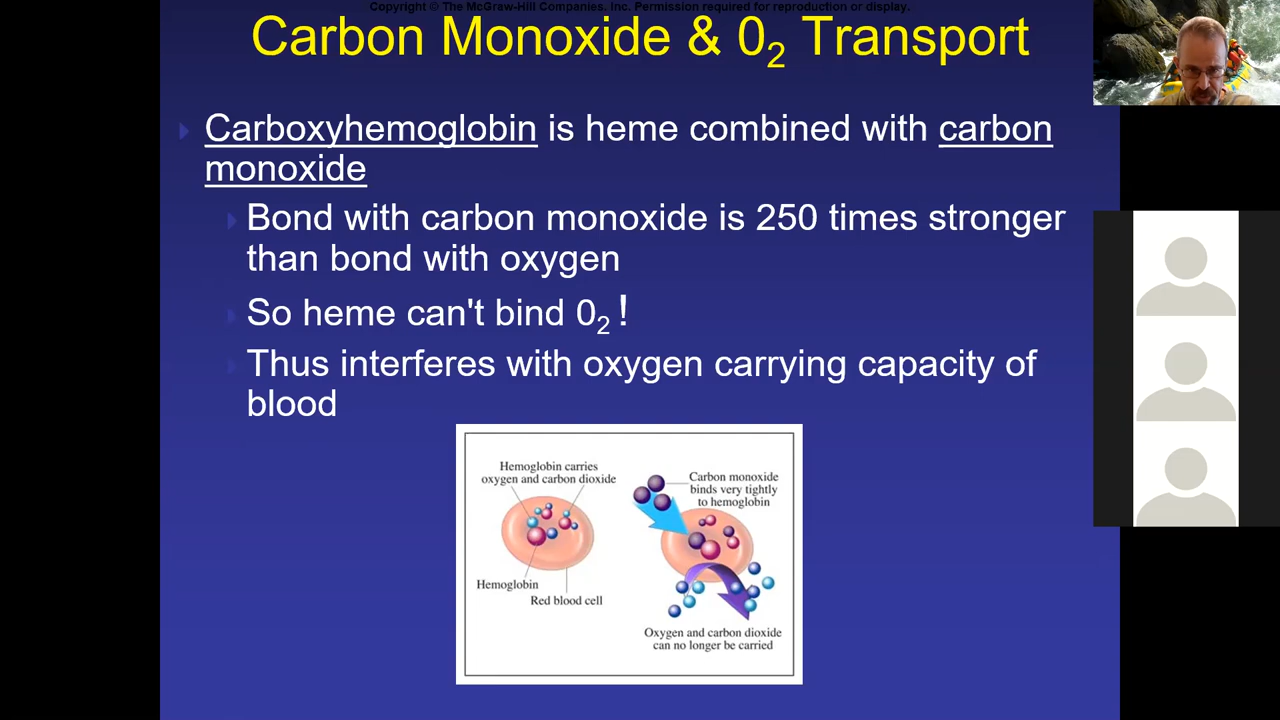 Copyright © The McGraw-Hill Companies. Inc. Permission required for reproduction or display.
Carbon Monoxide & 0₂ Transport
Carboxyhemoglobin is heme combined with carbon
monoxide
Bond with carbon monoxide is 250 times stronger
than bond with oxygen
So heme can't bind 0₂ !
Thus interferes with oxygen carrying capacity of
blood
Hemoglobin carries
oxygen and carbon dioxide
Hemoglobin
Red blood cell
Carbon monoxide
binds very tightly
to hemoglobin
Oxygen and carbon dioxide
can no longer be carried